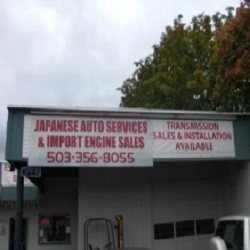 JAPANESE AUTO SERVICES
& IMPORT ENGINE SALES
503-356-8055
TRANSMISSION
SALES & INSTALLATION
AVAILABLE